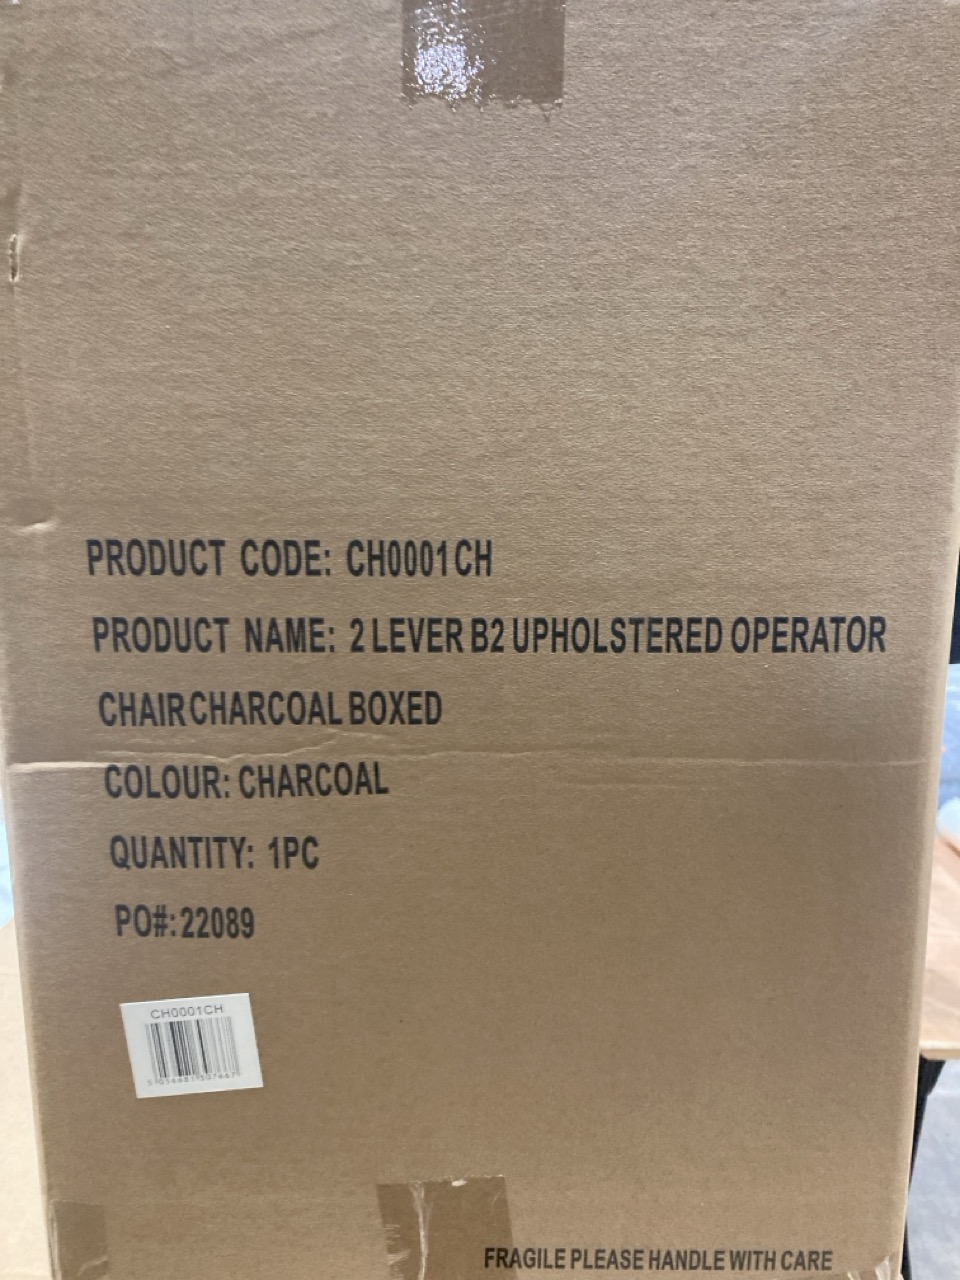 PRODUCT CODE: CH0001CH
PRODUCT NAME: 2 LEVER B2 UPHOLSTERED OPERATOR
CHAIR CHARCOAL BOXED
COLOUR: CHARCOAL
QUANTITY: 1PC
PO#: 22089
CH0001CH
FRAGILE PLEASE HANDLE WITH CARE